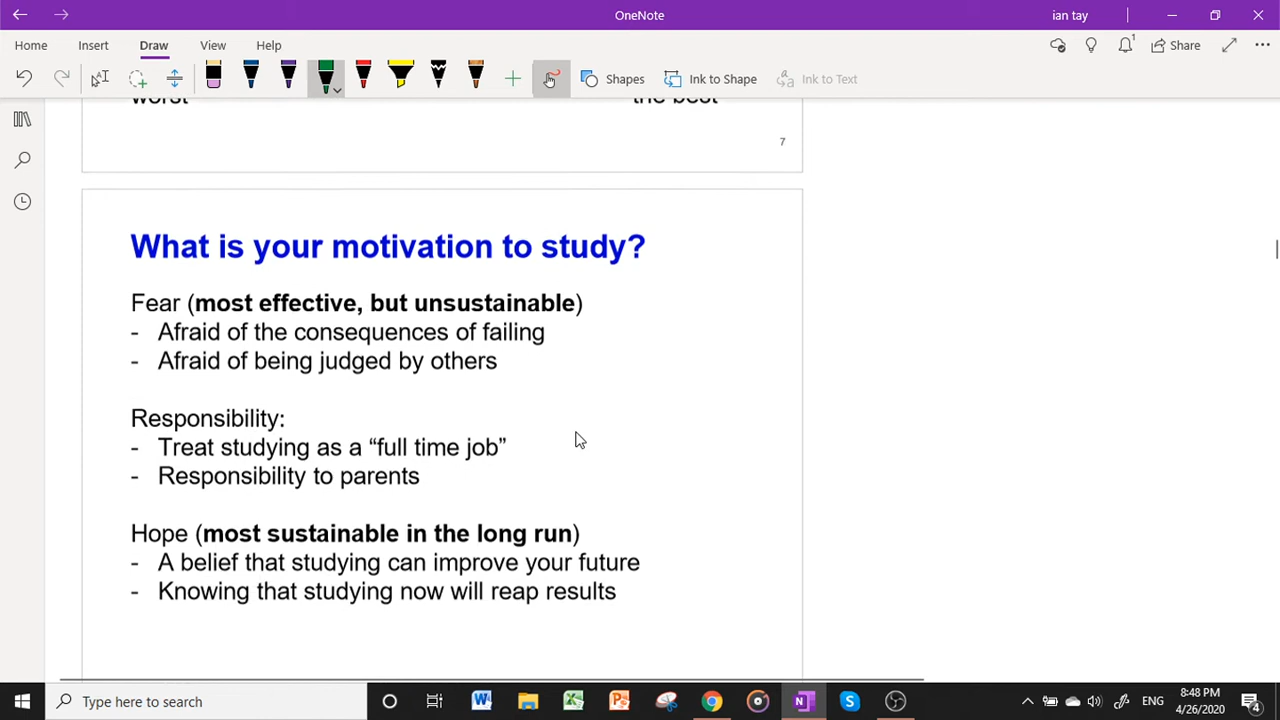 OneNote
ian tay
Home
Insert
Draw
View
Help
Share
Shapes
Ink to Shape
Ink to Text
worst
the best
7
What is your motivation to study?
Fear (most effective, but unsustainable)
- Afraid of the consequences of failing
- Afraid of being judged by others
Responsibility:
- Treat studying as a “full time job”
- Responsibility to parents
Hope (most sustainable in the long run)
- A belief that studying can improve your future
- Knowing that studying now will reap results
Type here to search
ENG
8:48 PM
4/26/2020
4